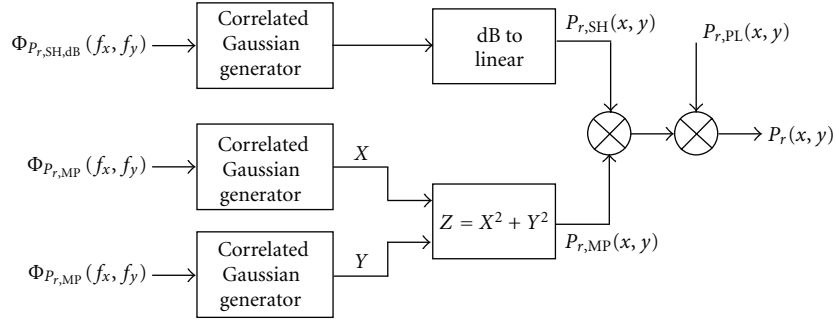 Φ_{P_{r,SH,dB}}(f_x, f_y)
Correlated
Gaussian
generator
dB to
linear
P_{r,SH}(x, y)
P_{r,PL}(x, y)
P_r(x, y)
Φ_{P_{r,MP}}(f_x, f_y)
Correlated
Gaussian
generator
X
Z = X^2 + Y^2
P_{r,MP}(x, y)
Φ_{P_{r,MP}}(f_x, f_y)
Correlated
Gaussian
generator
Y